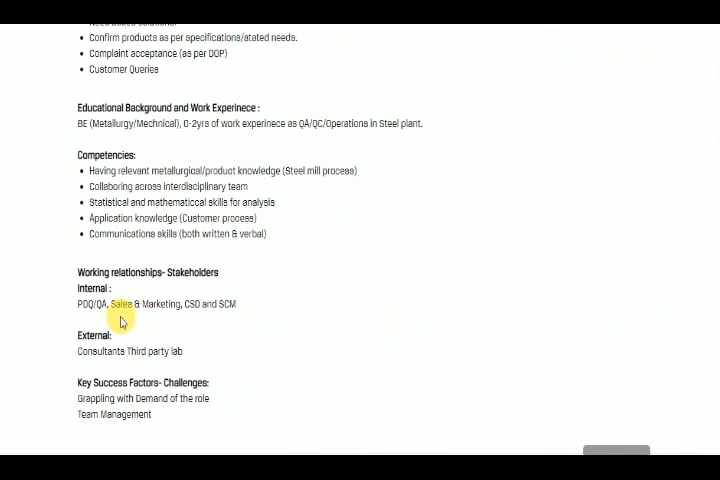 Confirm products as per specifications/stated needs.
Complaint acceptance (as per DOP)
Customer Queries
Educational Background and Work Experinece :
BE (Metallurgy/Mechnical), 0-2yrs of work experinece as QA/QC/Operations in Steel plant.
Competencies:
Having relevant metallurgical/product knowledge (Steel mill process)
Collaboring across interdisciplinary team
Statistical and mathematiccal skills for analysis
Application knowledge (Customer process)
Communications skills (both written & verbal)
Working relationships- Stakeholders
Internal :
PDQ/QA, Sales & Marketing, CSD and SCM
External:
Consultants Third party lab
Key Success Factors- Challenges:
Grappling with Demand of the role
Team Management